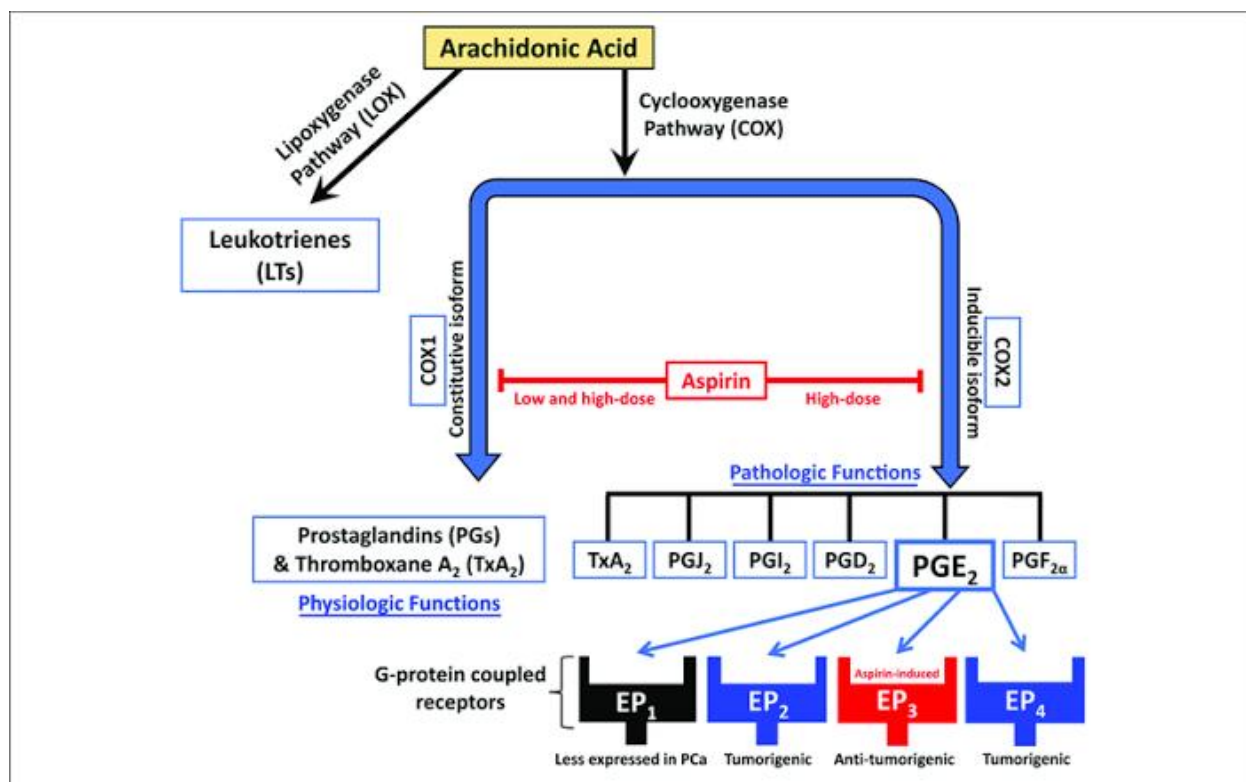 Arachidonic Acid
Lipoxygenase
Pathway (LOX)
Cyclooxygenase
Pathway (COX)
Leukotrienes
(LTs)
COX1
Constitutive isoform
Aspirin
Low and high-dose
High-dose
Inducible isoform
COX2
Pathologic Functions
Prostaglandins (PGs)
& Thromboxane A₂ (TxA₂)
Physiologic Functions
TxA₂
PGJ₂
PGI₂
PGD₂
PGE₂
PGF₂α
G-protein coupled
receptors
EP₁
EP₂
Aspirin-induced
EP₃
EP₄
Less expressed in PCa
Tumorigenic
Anti-tumorigenic
Tumorigenic